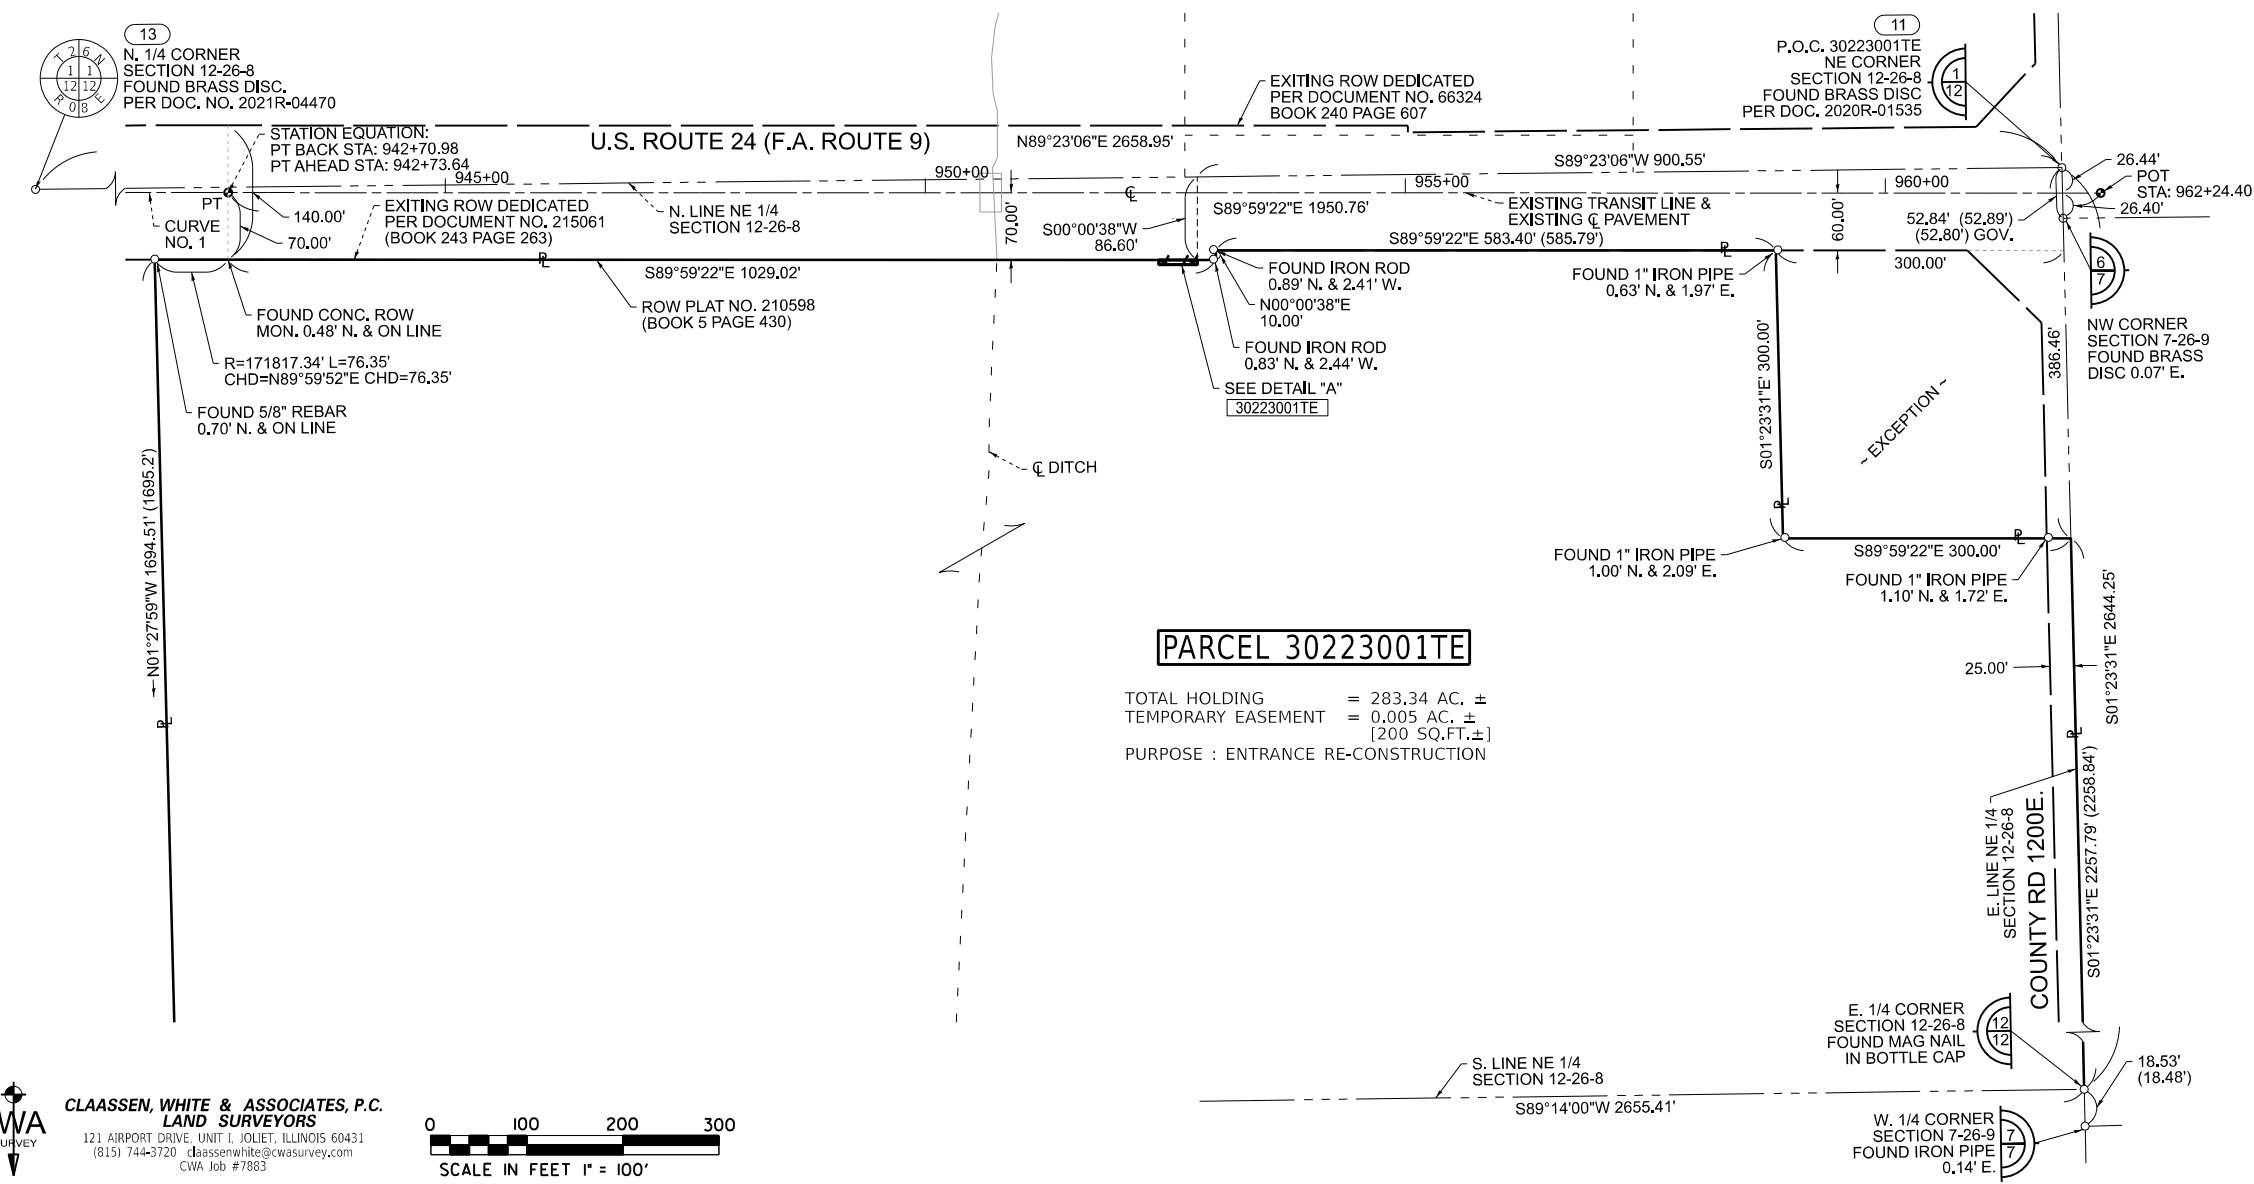 13
N. 1/4 CORNER
SECTION 12-26-8
FOUND BRASS DISC.
PER DOC. NO. 2021R-04470
T 2 6 N
1 1
12 12
R 0 8 E
STATION EQUATION:
PT BACK STA: 942+70.98
PT AHEAD STA: 942+73.64
U.S. ROUTE 24 (F.A. ROUTE 9)
EXITING ROW DEDICATED
PER DOCUMENT NO. 66324
BOOK 240 PAGE 607
N89°23'06"E 2658.95'
11
P.O.C. 30223001TE
NE CORNER
SECTION 12-26-8
FOUND BRASS DISC
PER DOC. 2020R-01535
1
12
S89°23'06"W 900.55'
26.44'
POT
STA: 962+24.40
26.40'
945+00
950+00
955+00
960+00
PT
CURVE
NO. 1
140.00'
70.00'
EXITING ROW DEDICATED
PER DOCUMENT NO. 215061
(BOOK 243 PAGE 263)
N. LINE NE 1/4
SECTION 12-26-8
70.00'
℄
S00°00'38"W
86.60'
S89°59'22"E 1950.76'
EXISTING TRANSIT LINE &
EXISTING ℄ PAVEMENT
S89°59'22"E 583.40' (585.79')
60.00'
52.84' (52.89')
(52.80') GOV.
300.00'
6
7
NW CORNER
SECTION 7-26-9
FOUND BRASS
DISC 0.07' E.
PL
S89°59'22"E 1029.02'
FOUND CONC. ROW
MON. 0.48' N. & ON LINE
R=171817.34' L=76.35'
CHD=N89°59'52"E CHD=76.35'
FOUND 5/8" REBAR
0.70' N. & ON LINE
ROW PLAT NO. 210598
(BOOK 5 PAGE 430)
FOUND IRON ROD
0.89' N. & 2.41' W.
N00°00'38"E
10.00'
FOUND IRON ROD
0.83' N. & 2.44' W.
SEE DETAIL "A"
30223001TE
PL
FOUND 1" IRON PIPE
0.63' N. & 1.97' E.
S01°23'31"E' 300.00'
386.46'
~ EXCEPTION ~
N01°27'59"W 1694.51' (1695.2')
℄ DITCH
PL
FOUND 1" IRON PIPE
1.00' N. & 2.09' E.
S89°59'22"E 300.00'
PL
FOUND 1" IRON PIPE
1.10' N. & 1.72' E.
S01°23'31"E 2644.25'
25.00'
PARCEL 30223001TE
TOTAL HOLDING = 283.34 AC. ±
TEMPORARY EASEMENT = 0.005 AC. ±
[200 SQ.FT.±]
PURPOSE : ENTRANCE RE-CONSTRUCTION
PL
PL
E. LINE NE 1/4
SECTION 12-26-8
COUNTY RD 1200E.
S01°23'31"E 2257.79' (2258.84')
E. 1/4 CORNER
SECTION 12-26-8
FOUND MAG NAIL
IN BOTTLE CAP
12
12
S. LINE NE 1/4
SECTION 12-26-8
S89°14'00"W 2655.41'
18.53'
(18.48')
W. 1/4 CORNER
SECTION 7-26-9
FOUND IRON PIPE
0.14' E.
7
7
WA
SURVEY
CLAASSEN, WHITE & ASSOCIATES, P.C.
LAND SURVEYORS
121 AIRPORT DRIVE, UNIT I, JOLIET, ILLINOIS 60431
(815) 744-3720 claassenwhite@cwasurvey.com
CWA Job #7883
0 100 200 300
SCALE IN FEET 1" = 100'